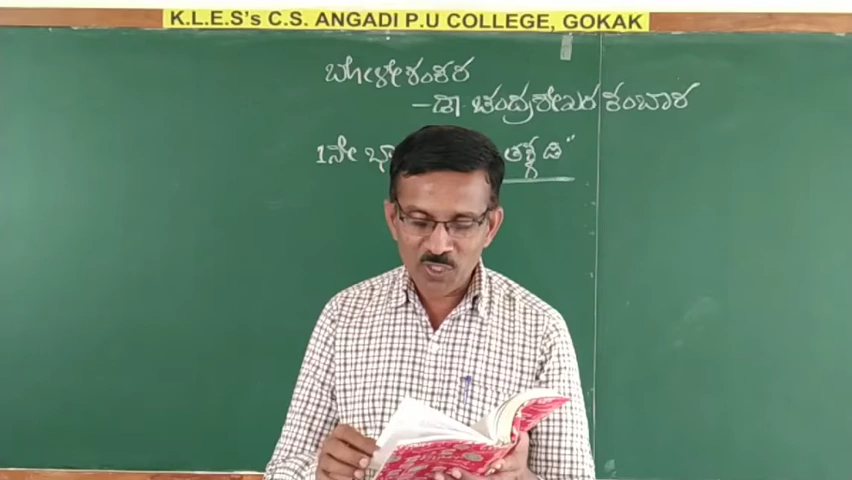 K.L.E.S's C.S. ANGADI P.U COLLEGE, GOKAK
ಬೋಳೇಶಂಕರ
- ಡಾ. ಚಂದ್ರಶೇಖರ ಕಂಬಾರ
1ನೇ